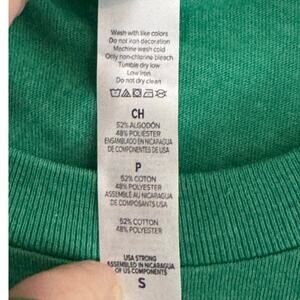 Wash with like colors
Do not iron decoration
Machine wash cold
Only non-chlorine bleach
Tumble dry low
Low iron
Do not dry clean
CH
52% ALGODÓN
48% POLIÉSTER
ENSAMBLADO EN NICARAGUA
DE COMPONENTES DE USA
P
52% COTON
48% POLYESTER
ASSEMBLÉ AU NICARAGUA
DE COMPOSANTS USA
52% COTTON
48% POLYESTER
USA STRONG
ASSEMBLED IN NICARAGUA
OF US COMPONENTS
S